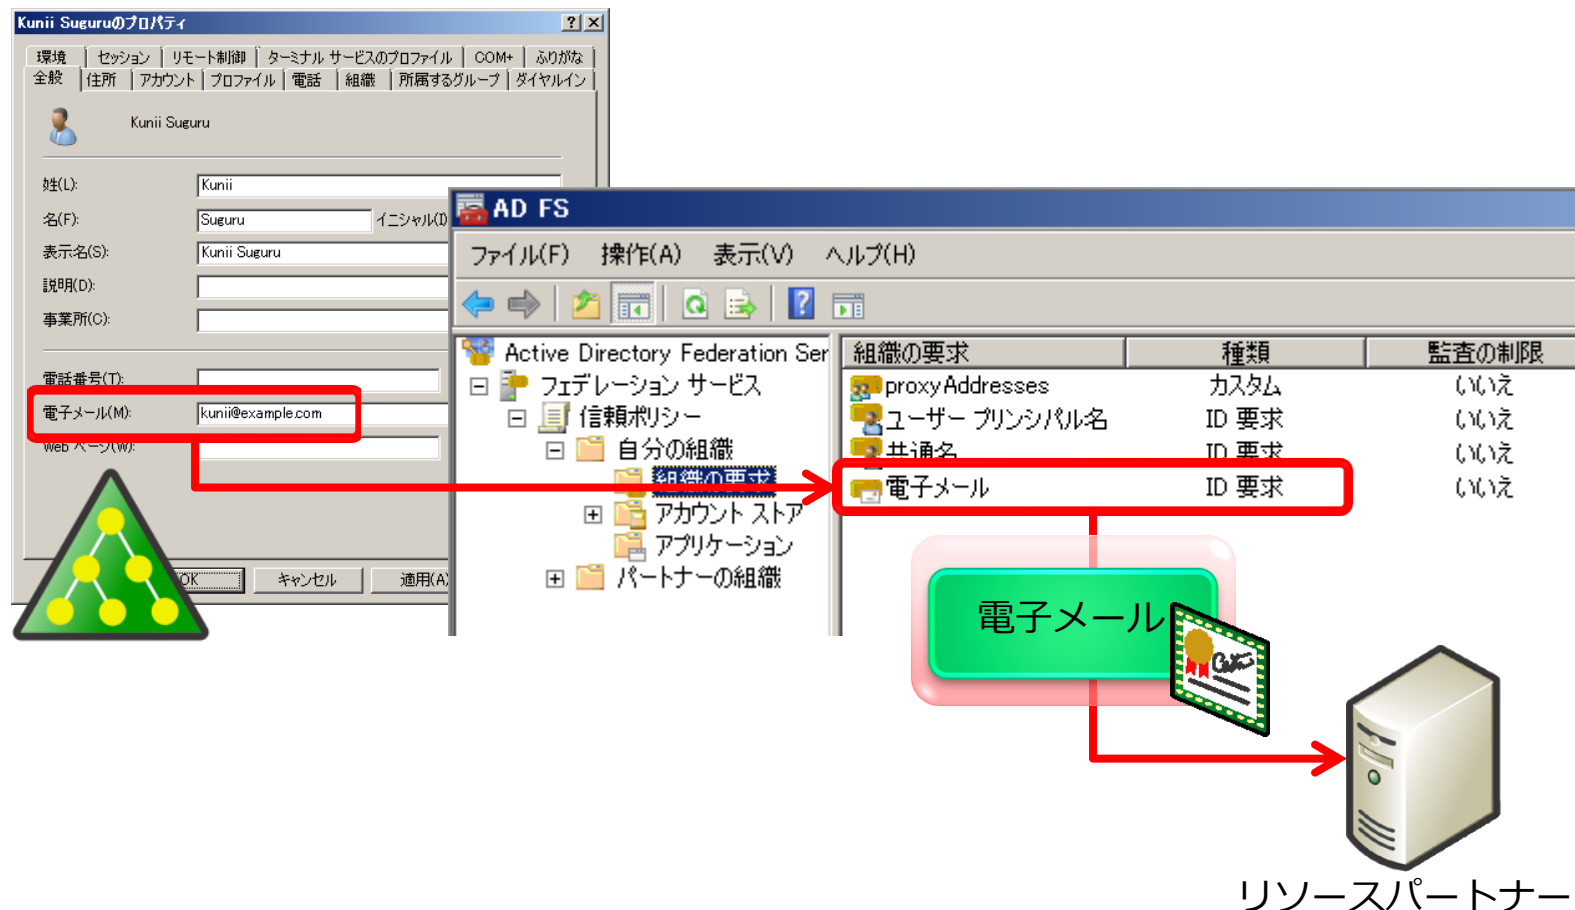 Kunii Suguruのプロパティ
環境 セッション リモート制御 ターミナル サービスのプロファイル COM+ ふりがな
全般 住所 アカウント プロファイル 電話 組織 所属するグループ ダイヤルイン
Kunii Suguru
姓(L): Kunii
名(F): Suguru イニシャル(I)
表示名(S): Kunii Suguru
説明(D):
事業所(C):
電話番号(T):
電子メール(M): kunii@example.com
Web ページ(W):
OK キャンセル 適用(A)
AD FS
ファイル(F) 操作(A) 表示(V) ヘルプ(H)
Active Directory Federation Ser
フェデレーション サービス
信頼ポリシー
自分の組織
組織の要求
アカウント ストア
アプリケーション
パートナーの組織
組織の要求 種類 監査の制限
proxyAddresses カスタム いいえ
ユーザー プリンシパル名 ID 要求 いいえ
共通名 ID 要求 いいえ
電子メール ID 要求 いいえ
電子メール
リソースパートナー